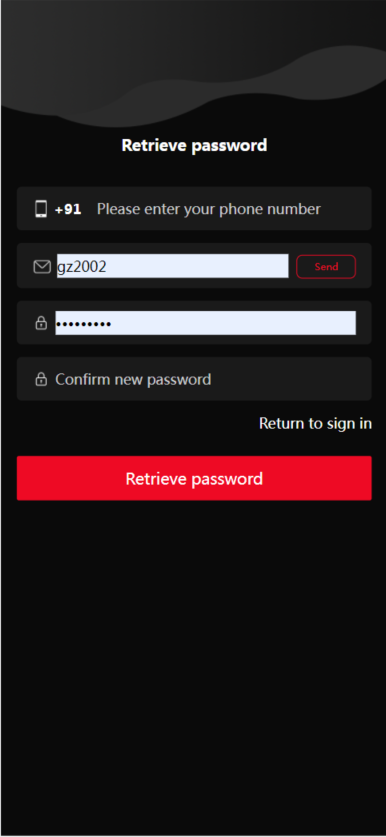 Retrieve password
+91 Please enter your phone number
gz2002 Send
•••••••••
Confirm new password
Return to sign in
Retrieve password